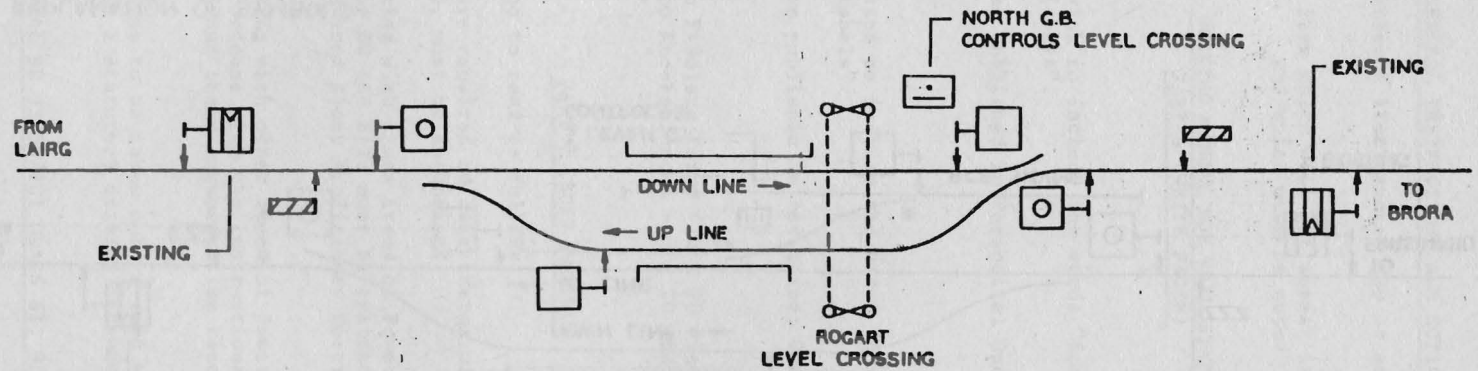 NORTH G.B.
CONTROLS LEVEL CROSSING
EXISTING
FROM
LAIRG
DOWN LINE
TO
BRORA
UP LINE
EXISTING
ROGART
LEVEL CROSSING